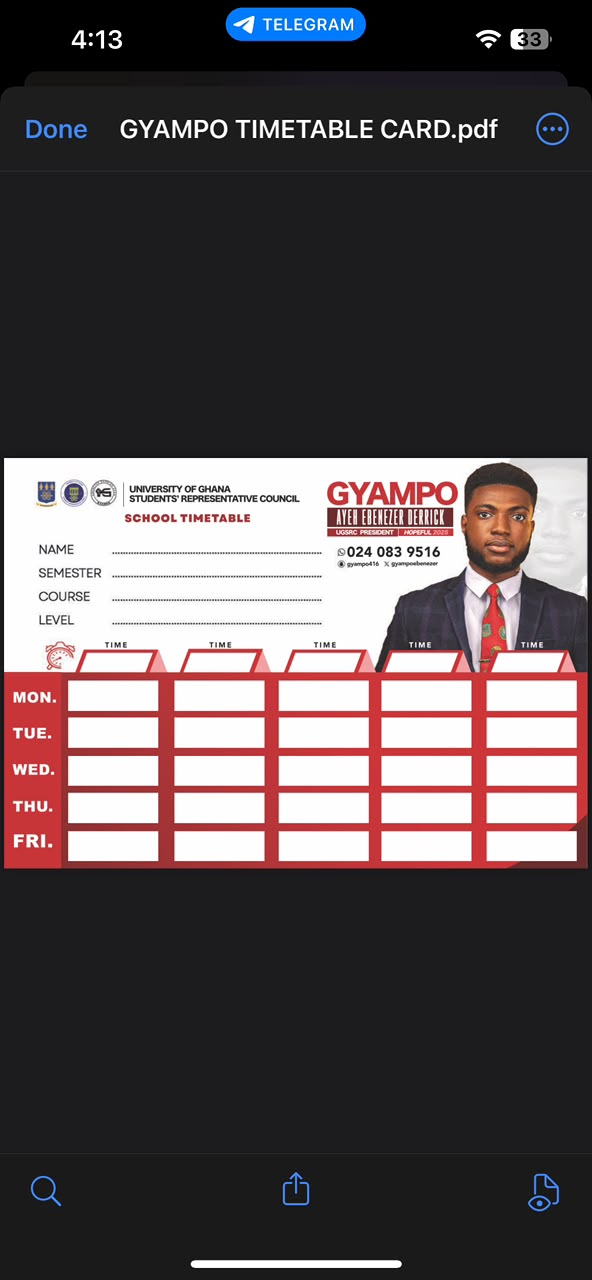 4:13
TELEGRAM
33
Done
GYAMPO TIMETABLE CARD.pdf
UNIVERSITY OF GHANA
STUDENTS' REPRESENTATIVE COUNCIL
SCHOOL TIMETABLE
GYAMPO
AYEH EBENEZER DERRICK
UGSRC PRESIDENT | HOPEFUL 2025
024 083 9516
gyampo416 X gyampoebenezer
NAME
SEMESTER
COURSE
LEVEL
TIME TIME TIME TIME TIME
MON.
TUE.
WED.
THU.
FRI.